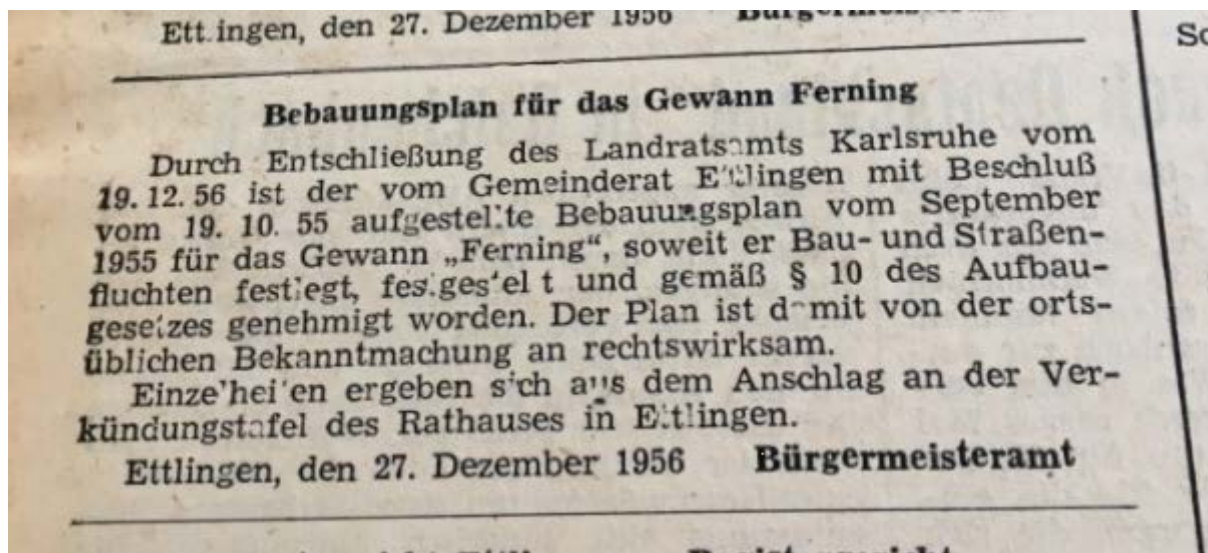 Ettlingen, den 27. Dezember 1956 Bürgermeisteramt
Bebauungsplan für das Gewann Ferning
Durch Entschließung des Landratsamts Karlsruhe vom
19. 12. 56 ist der vom Gemeinderat Ettlingen mit Beschluß
vom 19. 10. 55 aufgestellte Bebauungsplan vom September
1955 für das Gewann „Ferning“, soweit er Bau- und Straßen-
fluchten festlegt, festgestellt und gemäß § 10 des Aufbau-
gesetzes genehmigt worden. Der Plan ist damit von der orts-
üblichen Bekanntmachung an rechtswirksam.
Einzelheiten ergeben sich aus dem Anschlag an der Ver-
kündungstafel des Rathauses in Ettlingen.
Ettlingen, den 27. Dezember 1956 Bürgermeisteramt